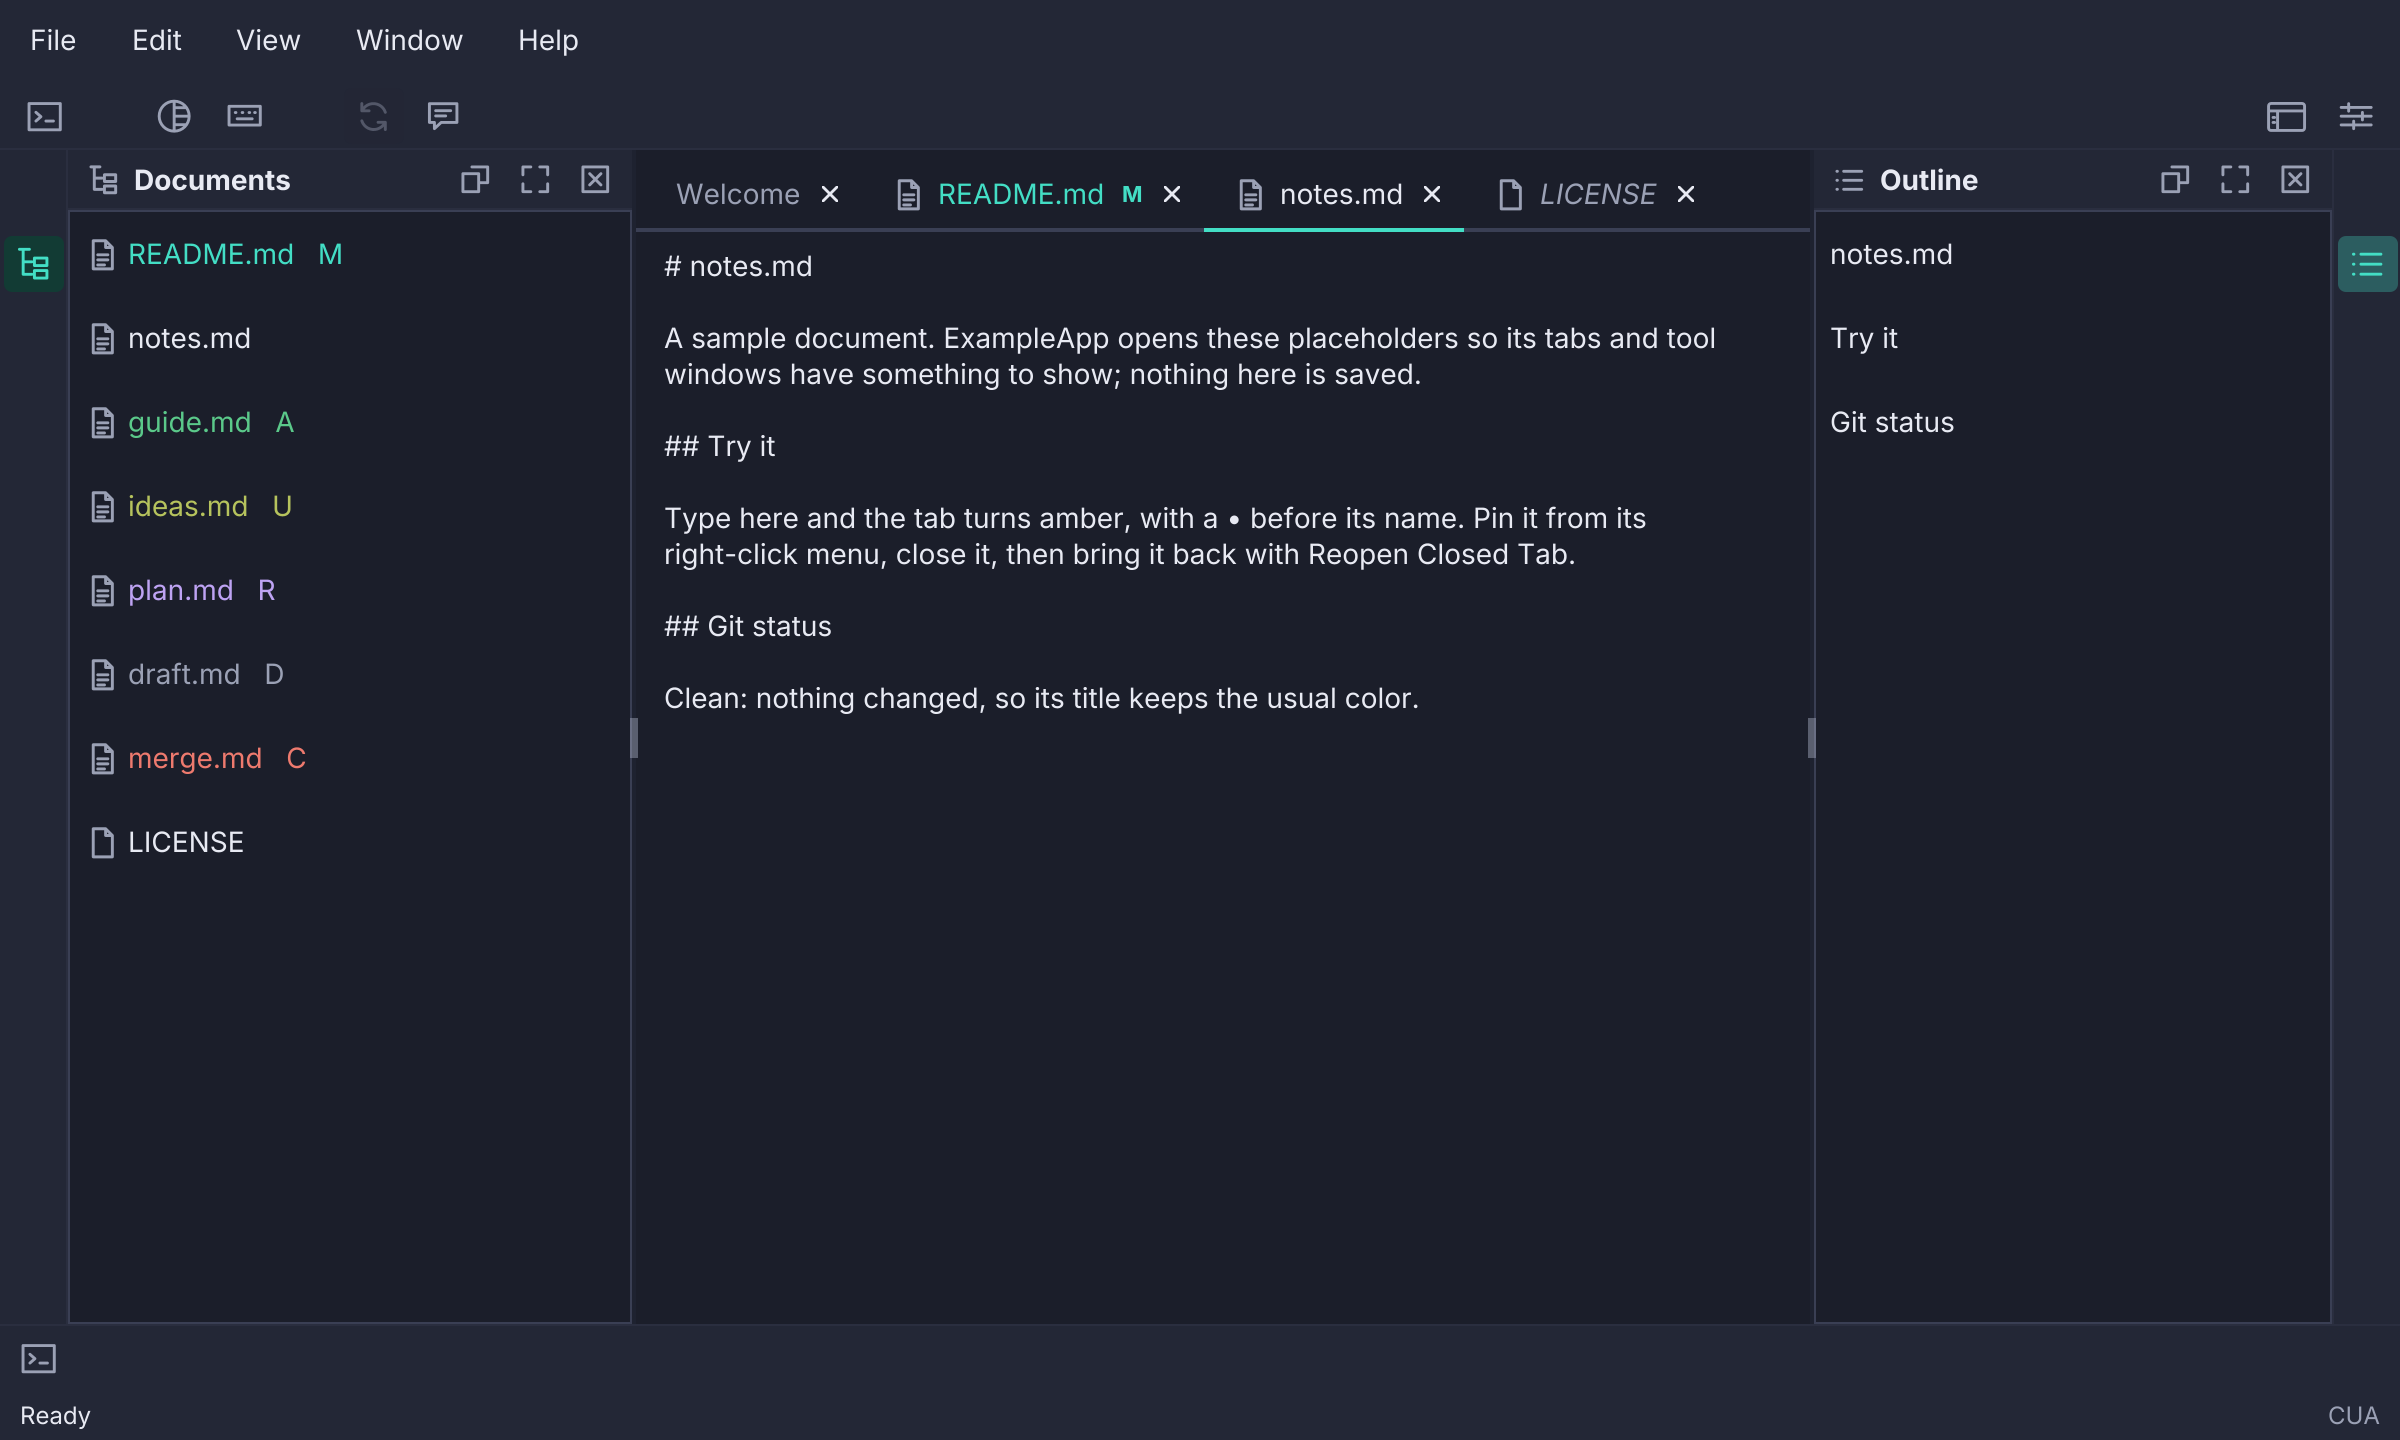 File Edit View Window Help
Documents
README.md M
notes.md
guide.md A
ideas.md U
plan.md R
draft.md D
merge.md C
LICENSE
Welcome README.md M notes.md LICENSE
# notes.md
A sample document. ExampleApp opens these placeholders so its tabs and tool
windows have something to show; nothing here is saved.
## Try it
Type here and the tab turns amber, with a • before its name. Pin it from its
right-click menu, close it, then bring it back with Reopen Closed Tab.
## Git status
Clean: nothing changed, so its title keeps the usual color.
Outline
notes.md
Try it
Git status
Ready
CUA